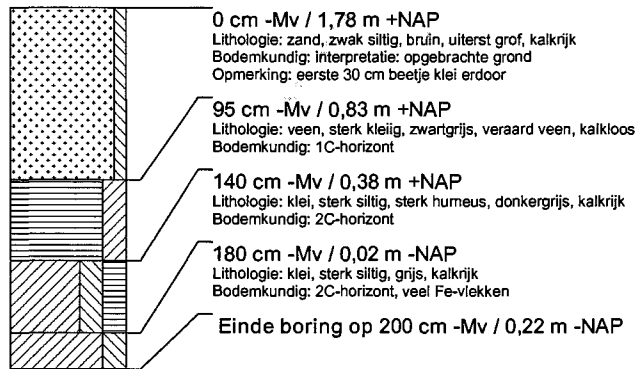 0 cm -Mv / 1,78 m +NAP
Lithologie: zand, zwak siltig, bruin, uiterst grof, kalkrijk
Bodemkundig: interpretatie: opgebrachte grond
Opmerking: eerste 30 cm beetje klei erdoor
95 cm -Mv / 0,83 m +NAP
Lithologie: veen, sterk kleiig, zwartgrijs, veraard veen, kalkloos
Bodemkundig: 1C-horizont
140 cm -Mv / 0,38 m +NAP
Lithologie: klei, sterk siltig, sterk humeus, donkergrijs, kalkrijk
Bodemkundig: 2C-horizont
180 cm -Mv / 0,02 m -NAP
Lithologie: klei, sterk siltig, grijs, kalkrijk
Bodemkundig: 2C-horizont, veel Fe-vlekken
Einde boring op 200 cm -Mv / 0,22 m -NAP